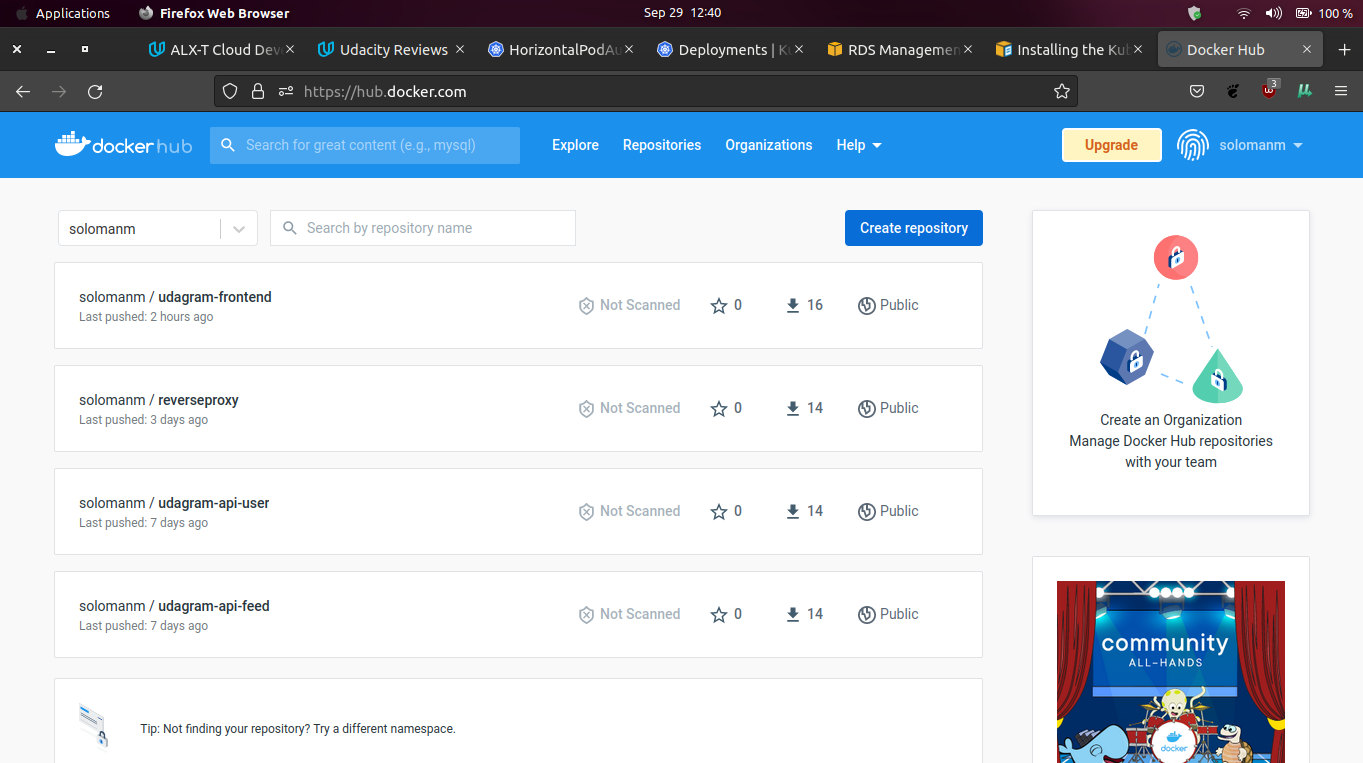 Applications Firefox Web Browser Sep 29 12:40 100 %
ALX-T Cloud Dev Udacity Reviews HorizontalPodAu Deployments | Ku RDS Managemen Installing the Kub Docker Hub
https://hub.docker.com 3
docker hub Search for great content (e.g., mysql) Explore Repositories Organizations Help Upgrade solomanm
solomanm Search by repository name Create repository
solomanm / udagram-frontend
Last pushed: 2 hours ago
Not Scanned 0 16 Public
solomanm / reverseproxy
Last pushed: 3 days ago
Not Scanned 0 14 Public
solomanm / udagram-api-user
Last pushed: 7 days ago
Not Scanned 0 14 Public
solomanm / udagram-api-feed
Last pushed: 7 days ago
Not Scanned 0 14 Public
Tip: Not finding your repository? Try a different namespace.
Create an Organization
Manage Docker Hub repositories
with your team
community
ALL-HANDS
docker